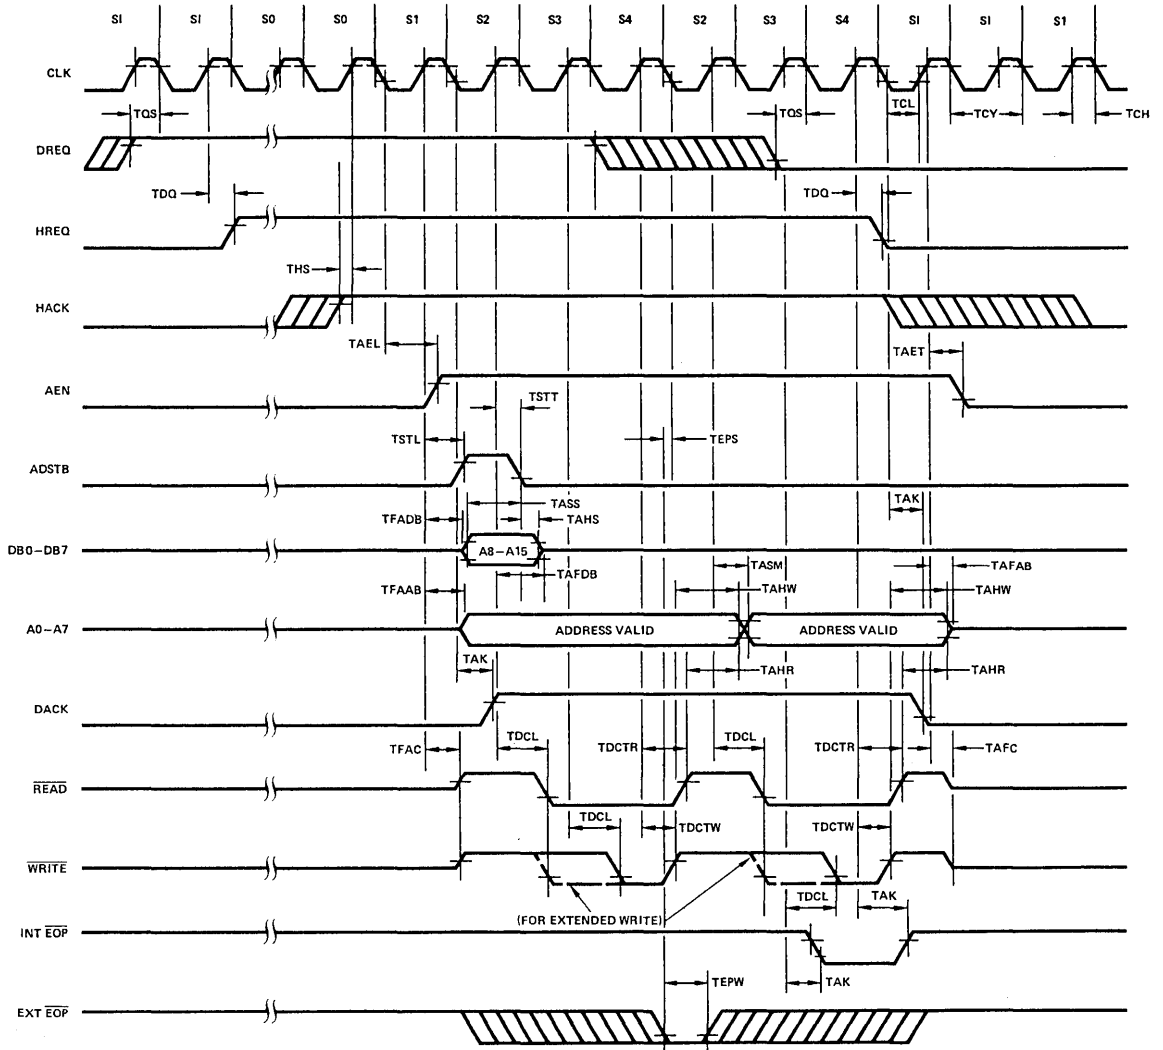 SI SI S0 S0 S1 S2 S3 S4 S2 S3 S4 SI SI S1
CLK
TQS TQS TCL TCY TCH
DREQ
TDQ TDQ
HREQ
THS
HACK
TAEL TAET
AEN
TSTT
TSTL TEPS
ADSTB
TASS TAK
TFADB TAHS
DB0–DB7 A8–A15
TAFDB TASM TAFAB
TFAAB TAHW TAHW
A0–A7 ADDRESS VALID ADDRESS VALID
TAK TAHR TAHR
DACK
TFAC TDCL TDCTR TDCL TDCTR TAFC
READ
TDCL TDCTW TDCTW
WRITE
TDCL TAK
(FOR EXTENDED WRITE)
INT EOP
TEPW TAK
EXT EOP